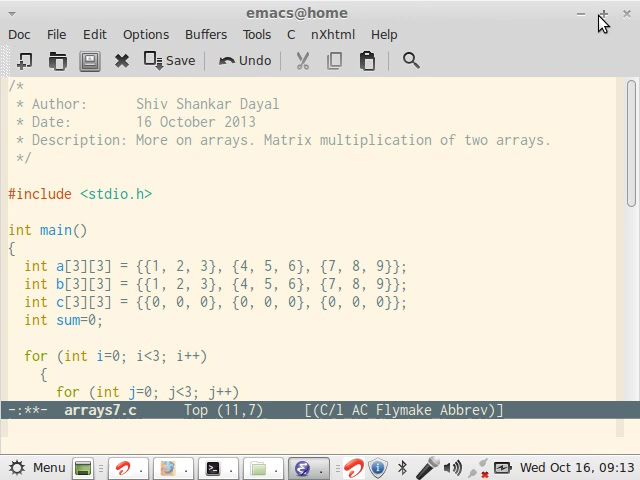 emacs@home
Doc File Edit Options Buffers Tools C nXhtml Help
Save Undo
/*
 * Author:      Shiv Shankar Dayal
 * Date:        16 October 2013
 * Description: More on arrays. Matrix multiplication of two arrays.
 */
#include <stdio.h>
int main()
{
  int a[3][3] = {{1, 2, 3}, {4, 5, 6}, {7, 8, 9}};
  int b[3][3] = {{1, 2, 3}, {4, 5, 6}, {7, 8, 9}};
  int c[3][3] = {{0, 0, 0}, {0, 0, 0}, {0, 0, 0}};
  int sum=0;
  for (int i=0; i<3; i++)
    {
      for (int j=0; j<3; j++)
-:**-  arrays7.c      Top (11,7)     [(C/l AC Flymake Abbrev)]
Menu . . . . . Wed Oct 16, 09:13